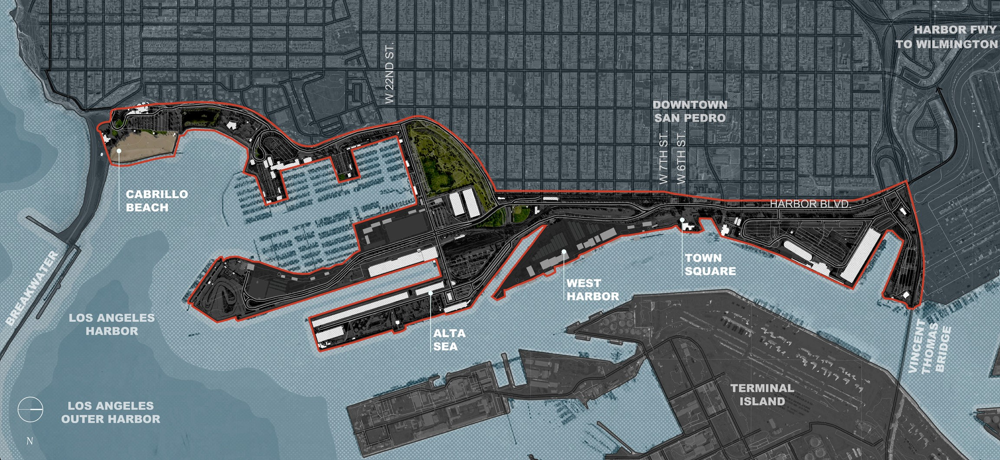 HARBOR FWY
TO WILMINGTON
W 22ND ST.
DOWNTOWN
SAN PEDRO
W 7TH ST.
W 6TH ST.
HARBOR BLVD.
CABRILLO
BEACH
BREAKWATER
TOWN
SQUARE
WEST
HARBOR
LOS ANGELES
HARBOR
ALTA
SEA
VINCENT
THOMAS
BRIDGE
TERMINAL
ISLAND
LOS ANGELES
OUTER HARBOR
N